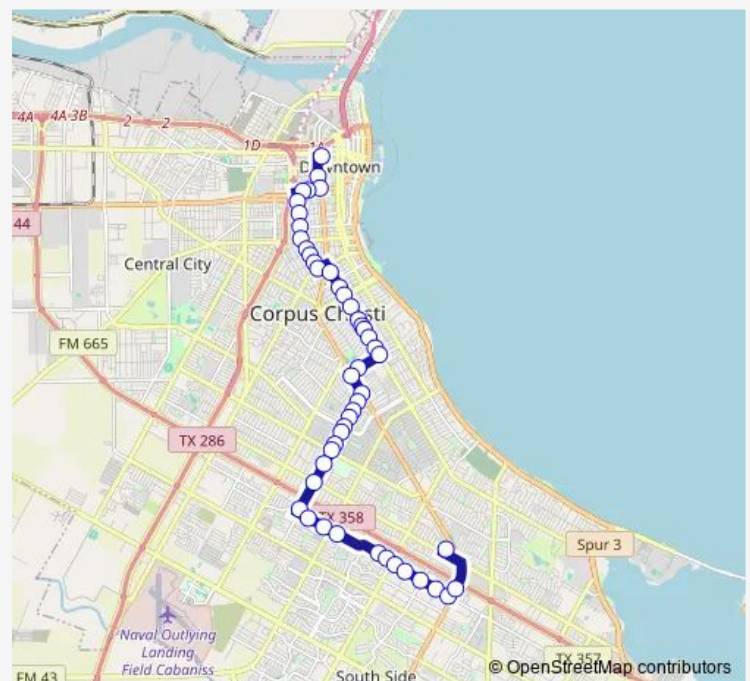 4A
4A 3B
2
2
1D
1A
Downtown
44
Central City
Corpus Christi
FM 665
TX 286
TX 358
Spur 3
Naval Outlying
Landing
Field Cabaniss
TX 357
FM 43
South Side
© OpenStreetMap contributors